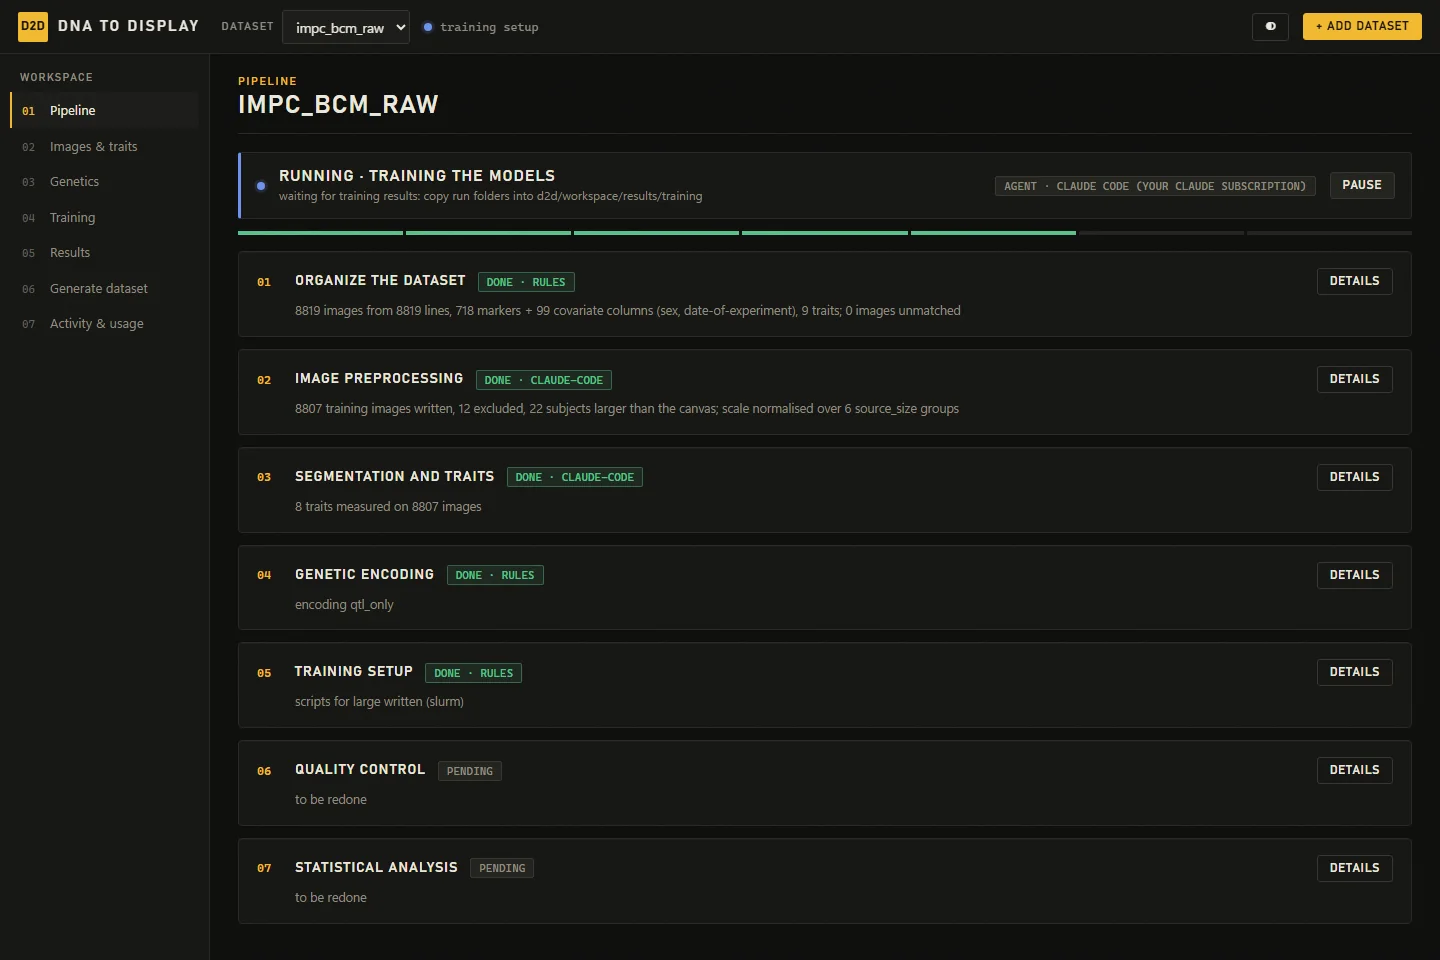 D2D DNA TO DISPLAY DATASET impc_bcm_raw training setup + ADD DATASET
WORKSPACE
01 Pipeline
02 Images & traits
03 Genetics
04 Training
05 Results
06 Generate dataset
07 Activity & usage
PIPELINE
IMPC_BCM_RAW
RUNNING · TRAINING THE MODELS
waiting for training results: copy run folders into d2d/workspace/results/training
AGENT · CLAUDE CODE (YOUR CLAUDE SUBSCRIPTION) PAUSE
01 ORGANIZE THE DATASET DONE · RULES DETAILS
8819 images from 8819 lines, 718 markers + 99 covariate columns (sex, date-of-experiment), 9 traits; 0 images unmatched
02 IMAGE PREPROCESSING DONE · CLAUDE-CODE DETAILS
8807 training images written, 12 excluded, 22 subjects larger than the canvas; scale normalised over 6 source_size groups
03 SEGMENTATION AND TRAITS DONE · CLAUDE-CODE DETAILS
8 traits measured on 8807 images
04 GENETIC ENCODING DONE · RULES DETAILS
encoding qtl_only
05 TRAINING SETUP DONE · RULES DETAILS
scripts for large written (slurm)
06 QUALITY CONTROL PENDING DETAILS
to be redone
07 STATISTICAL ANALYSIS PENDING DETAILS
to be redone